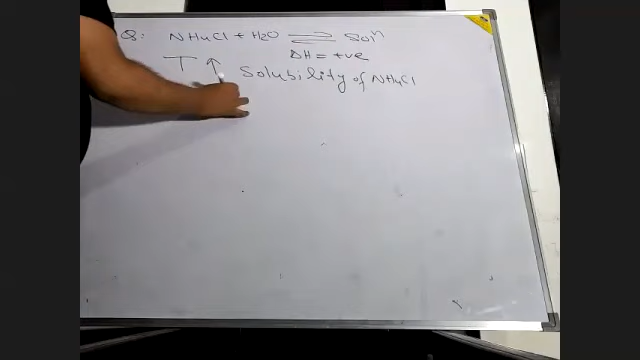 Q: NH4Cl + H2O ⇌ Solⁿ
ΔH = +ve
T ↑ Solubility of NH4Cl